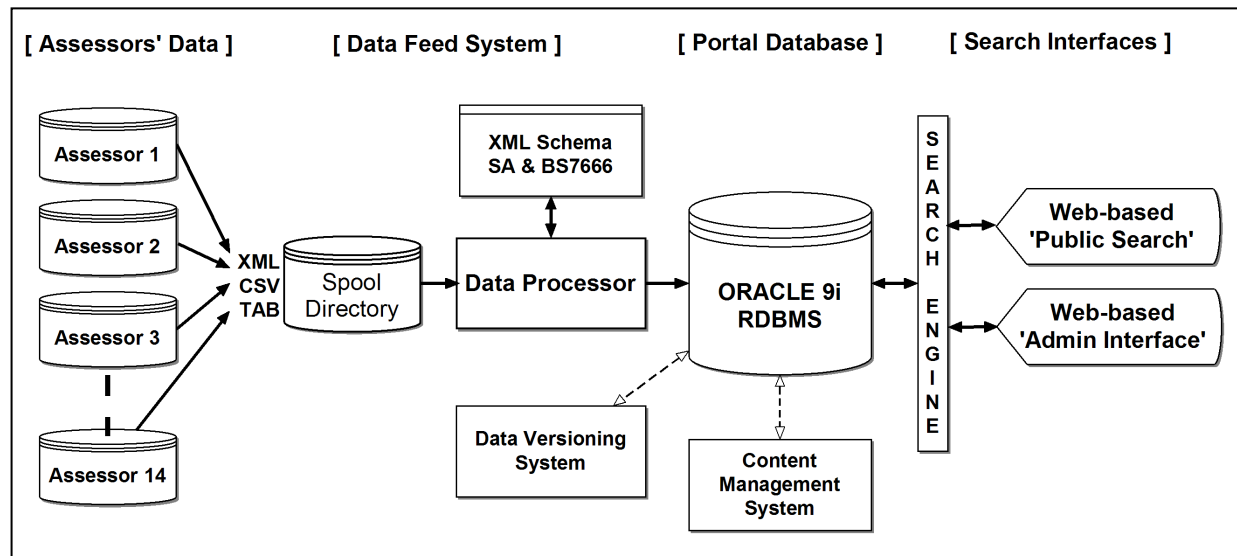 [ Assessors' Data ]
[ Data Feed System ]
[ Portal Database ]
[ Search Interfaces ]
Assessor 1
Assessor 2
Assessor 3
Assessor 14
XML
CSV
TAB
Spool
Directory
XML Schema
SA & BS7666
Data Processor
ORACLE 9i
RDBMS
Data Versioning
System
Content
Management
System
SEARCH ENGINE
Web-based
'Public Search'
Web-based
'Admin Interface'